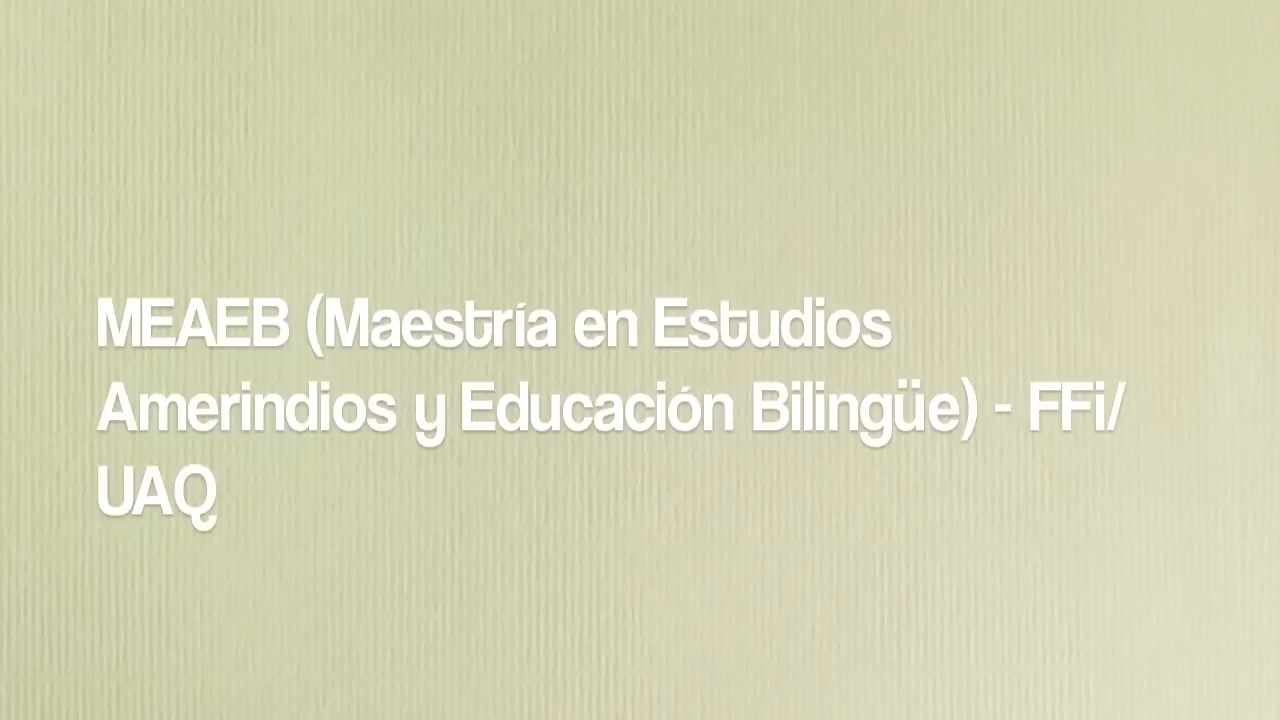 MEAEB (Maestría en Estudios
Amerindios y Educación Bilingüe) - FFi/
UAQ